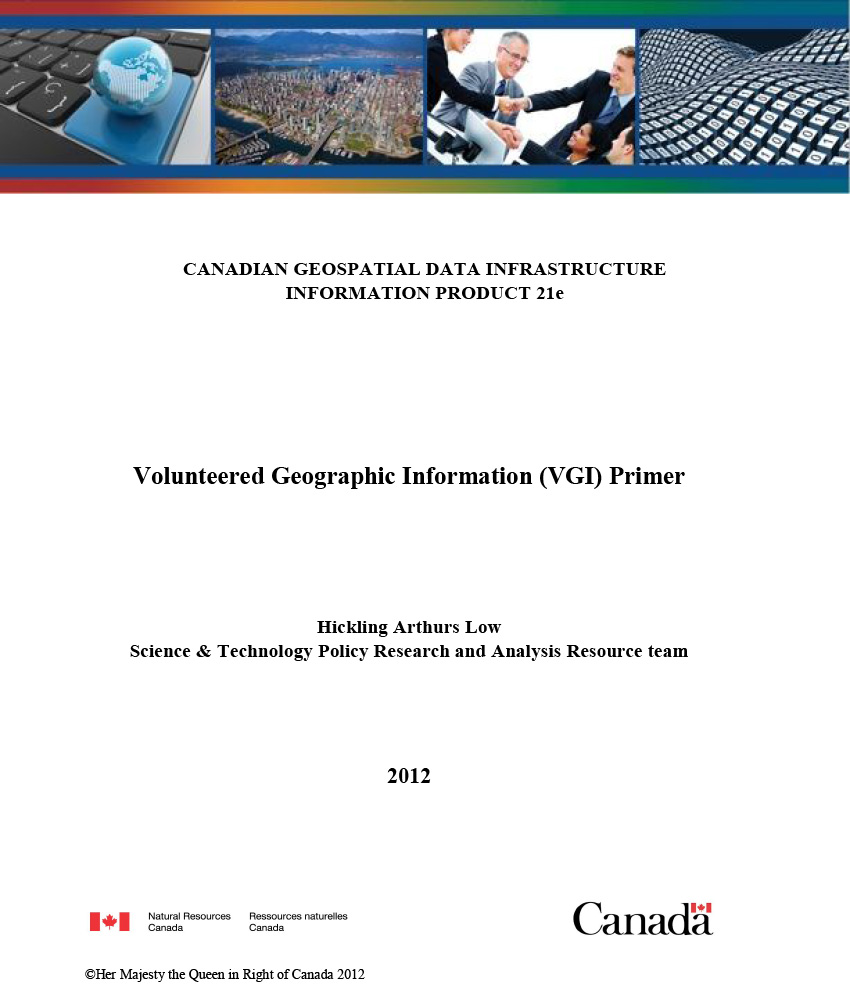 CANADIAN GEOSPATIAL DATA INFRASTRUCTURE
INFORMATION PRODUCT 21e
Volunteered Geographic Information (VGI) Primer
Hickling Arthurs Low
Science & Technology Policy Research and Analysis Resource team
2012
Natural Resources Canada
Ressources naturelles Canada
Canada
©Her Majesty the Queen in Right of Canada 2012